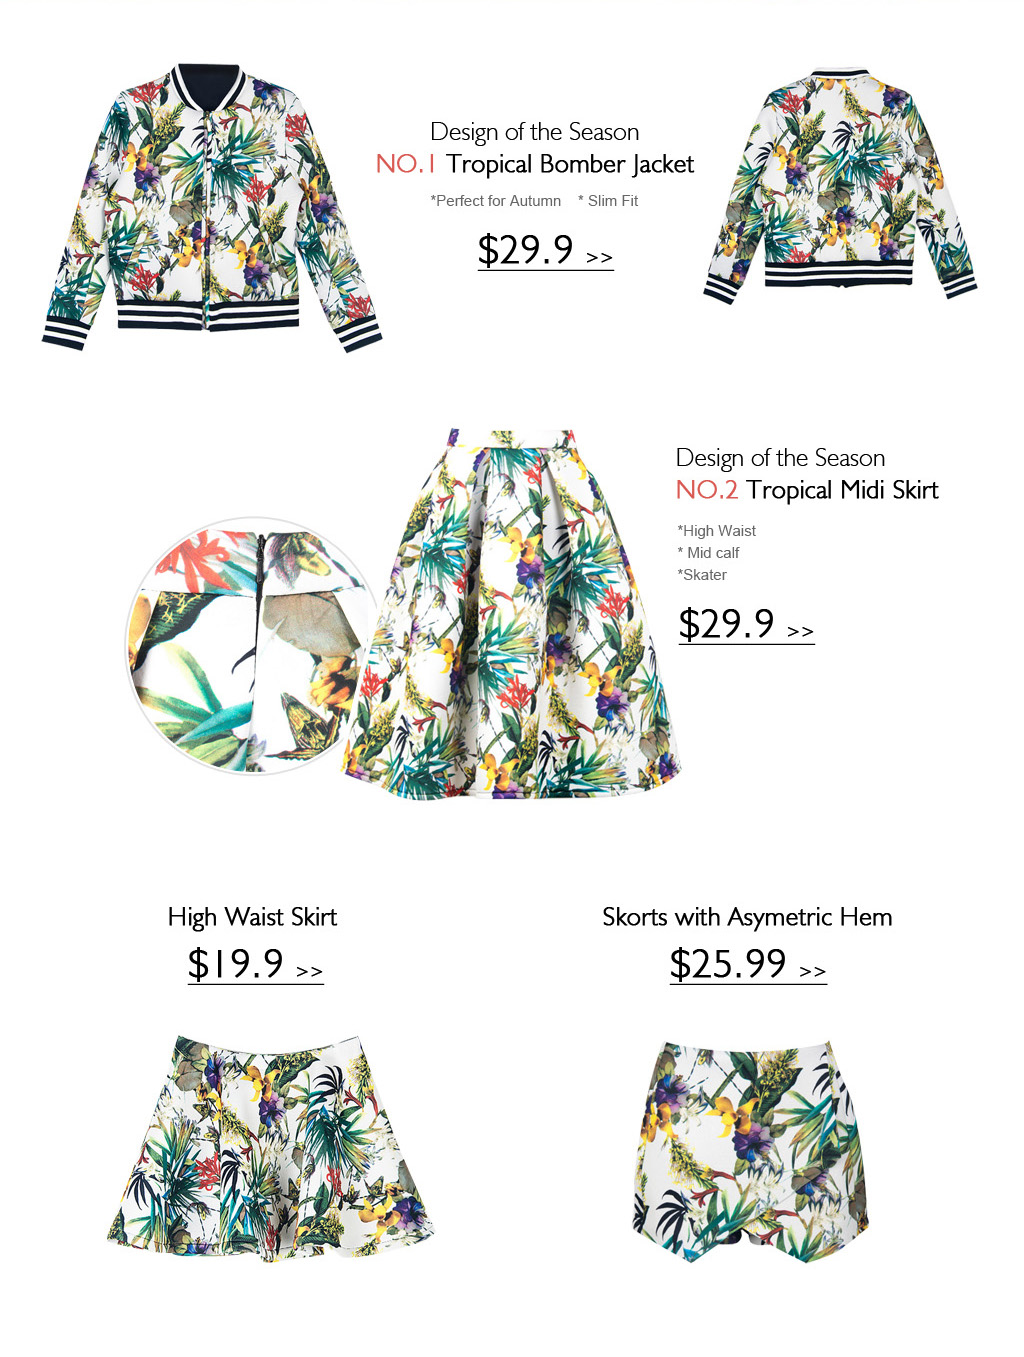 Design of the Season
NO.1 Tropical Bomber Jacket
*Perfect for Autumn * Slim Fit
$29.9 >>
Design of the Season
NO.2 Tropical Midi Skirt
*High Waist
* Mid calf
*Skater
$29.9 >>
High Waist Skirt
$19.9 >>
Skorts with Asymetric Hem
$25.99 >>